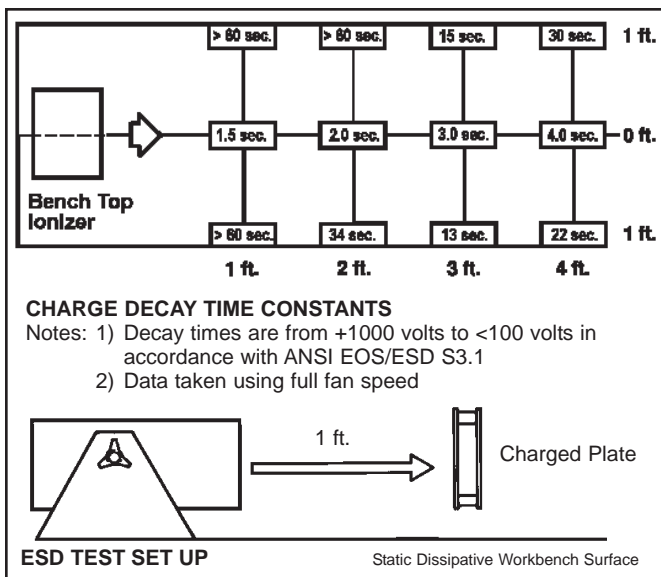 > 60 sec. > 60 sec. 15 sec. 30 sec. 1 ft.
1.5 sec. 2.0 sec. 3.0 sec. 4.0 sec. 0 ft.
Bench Top
Ionizer
> 60 sec. 34 sec. 13 sec. 22 sec. 1 ft.
1 ft. 2 ft. 3 ft. 4 ft.
CHARGE DECAY TIME CONSTANTS
Notes: 1) Decay times are from +1000 volts to <100 volts in
accordance with ANSI EOS/ESD S3.1
2) Data taken using full fan speed
1 ft.
Charged Plate
ESD TEST SET UP
Static Dissipative Workbench Surface